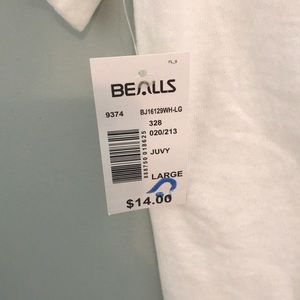 BEALLS
9374 BJ16129WH-LG
328
020/213
JUVY
LARGE
$14.00